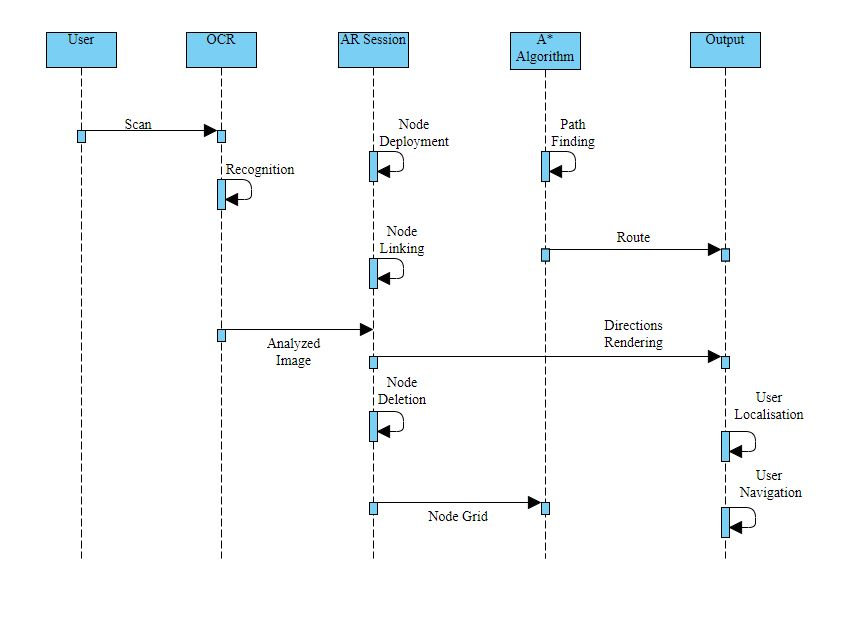 User
OCR
AR Session
A*
Algorithm
Output
Scan
Node
Deployment
Path
Finding
Recognition
Node
Linking
Route
Analyzed
Image
Directions
Rendering
Node
Deletion
User
Localisation
User
Navigation
Node Grid